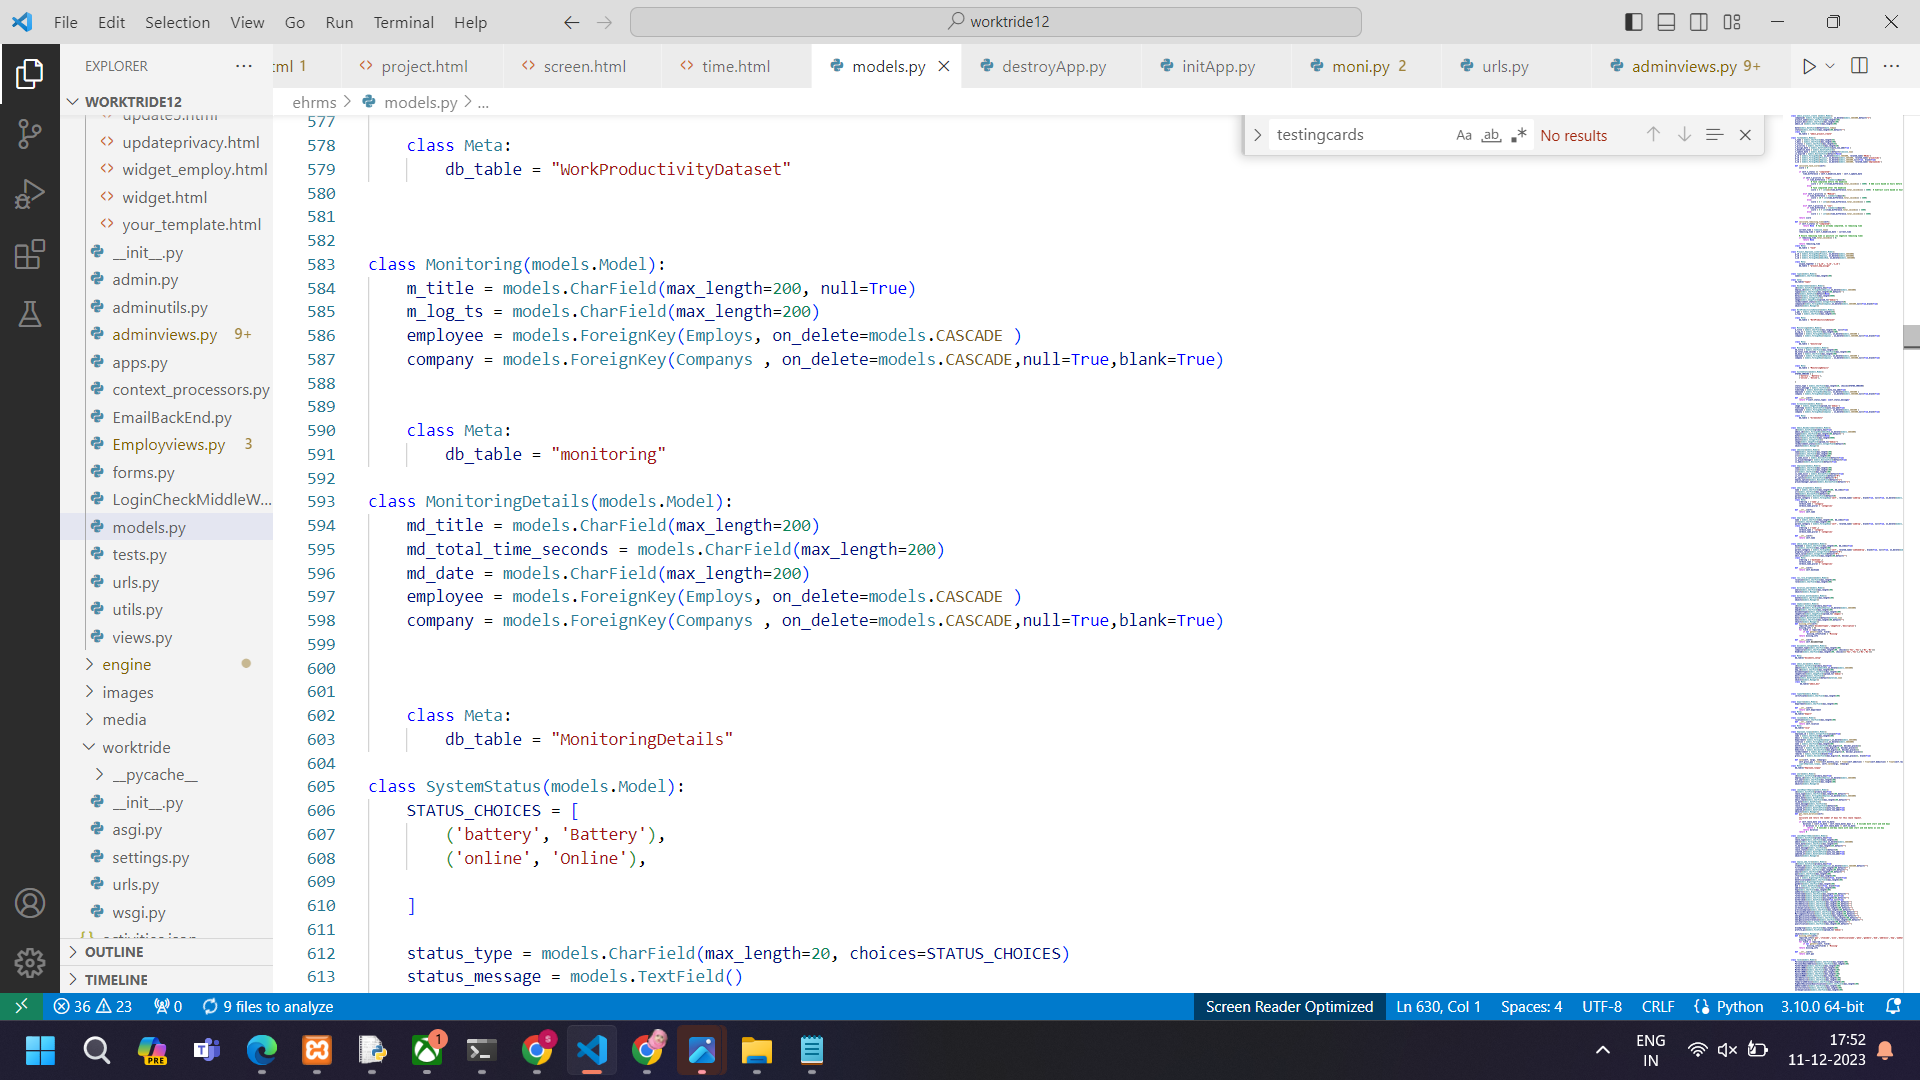 File Edit Selection View Go Run Terminal Help
worktride12
EXPLORER
tml 1
project.html
screen.html
time.html
models.py
destroyApp.py
initApp.py
moni.py 2
urls.py
adminviews.py 9+
WORKTRIDE12
ehrms > models.py > ...
testingcards
Aa ab .* No results
updateprivacy.html
widget_employ.html
widget.html
your_template.html
__init__.py
admin.py
adminutils.py
adminviews.py 9+
apps.py
context_processors.py
EmailBackEnd.py
Employviews.py 3
forms.py
LoginCheckMiddleW...
models.py
tests.py
urls.py
utils.py
views.py
engine
images
media
worktride
__pycache__
__init__.py
asgi.py
settings.py
urls.py
wsgi.py
OUTLINE
TIMELINE
577
578 class Meta:
579 db_table = "WorkProductivityDataset"
580
581
582
583 class Monitoring(models.Model):
584 m_title = models.CharField(max_length=200, null=True)
585 m_log_ts = models.CharField(max_length=200)
586 employee = models.ForeignKey(Employs, on_delete=models.CASCADE )
587 company = models.ForeignKey(Companys , on_delete=models.CASCADE,null=True,blank=True)
588
589
590 class Meta:
591 db_table = "monitoring"
592
593 class MonitoringDetails(models.Model):
594 md_title = models.CharField(max_length=200)
595 md_total_time_seconds = models.CharField(max_length=200)
596 md_date = models.CharField(max_length=200)
597 employee = models.ForeignKey(Employs, on_delete=models.CASCADE )
598 company = models.ForeignKey(Companys , on_delete=models.CASCADE,null=True,blank=True)
599
600
601
602 class Meta:
603 db_table = "MonitoringDetails"
604
605 class SystemStatus(models.Model):
606 STATUS_CHOICES = [
607 ('battery', 'Battery'),
608 ('online', 'Online'),
609
610 ]
611
612 status_type = models.CharField(max_length=20, choices=STATUS_CHOICES)
613 status_message = models.TextField()
36 23 0 9 files to analyze
Screen Reader Optimized Ln 630, Col 1 Spaces: 4 UTF-8 CRLF {} Python 3.10.0 64-bit
PRE
1
ENG
IN
17:52
11-12-2023